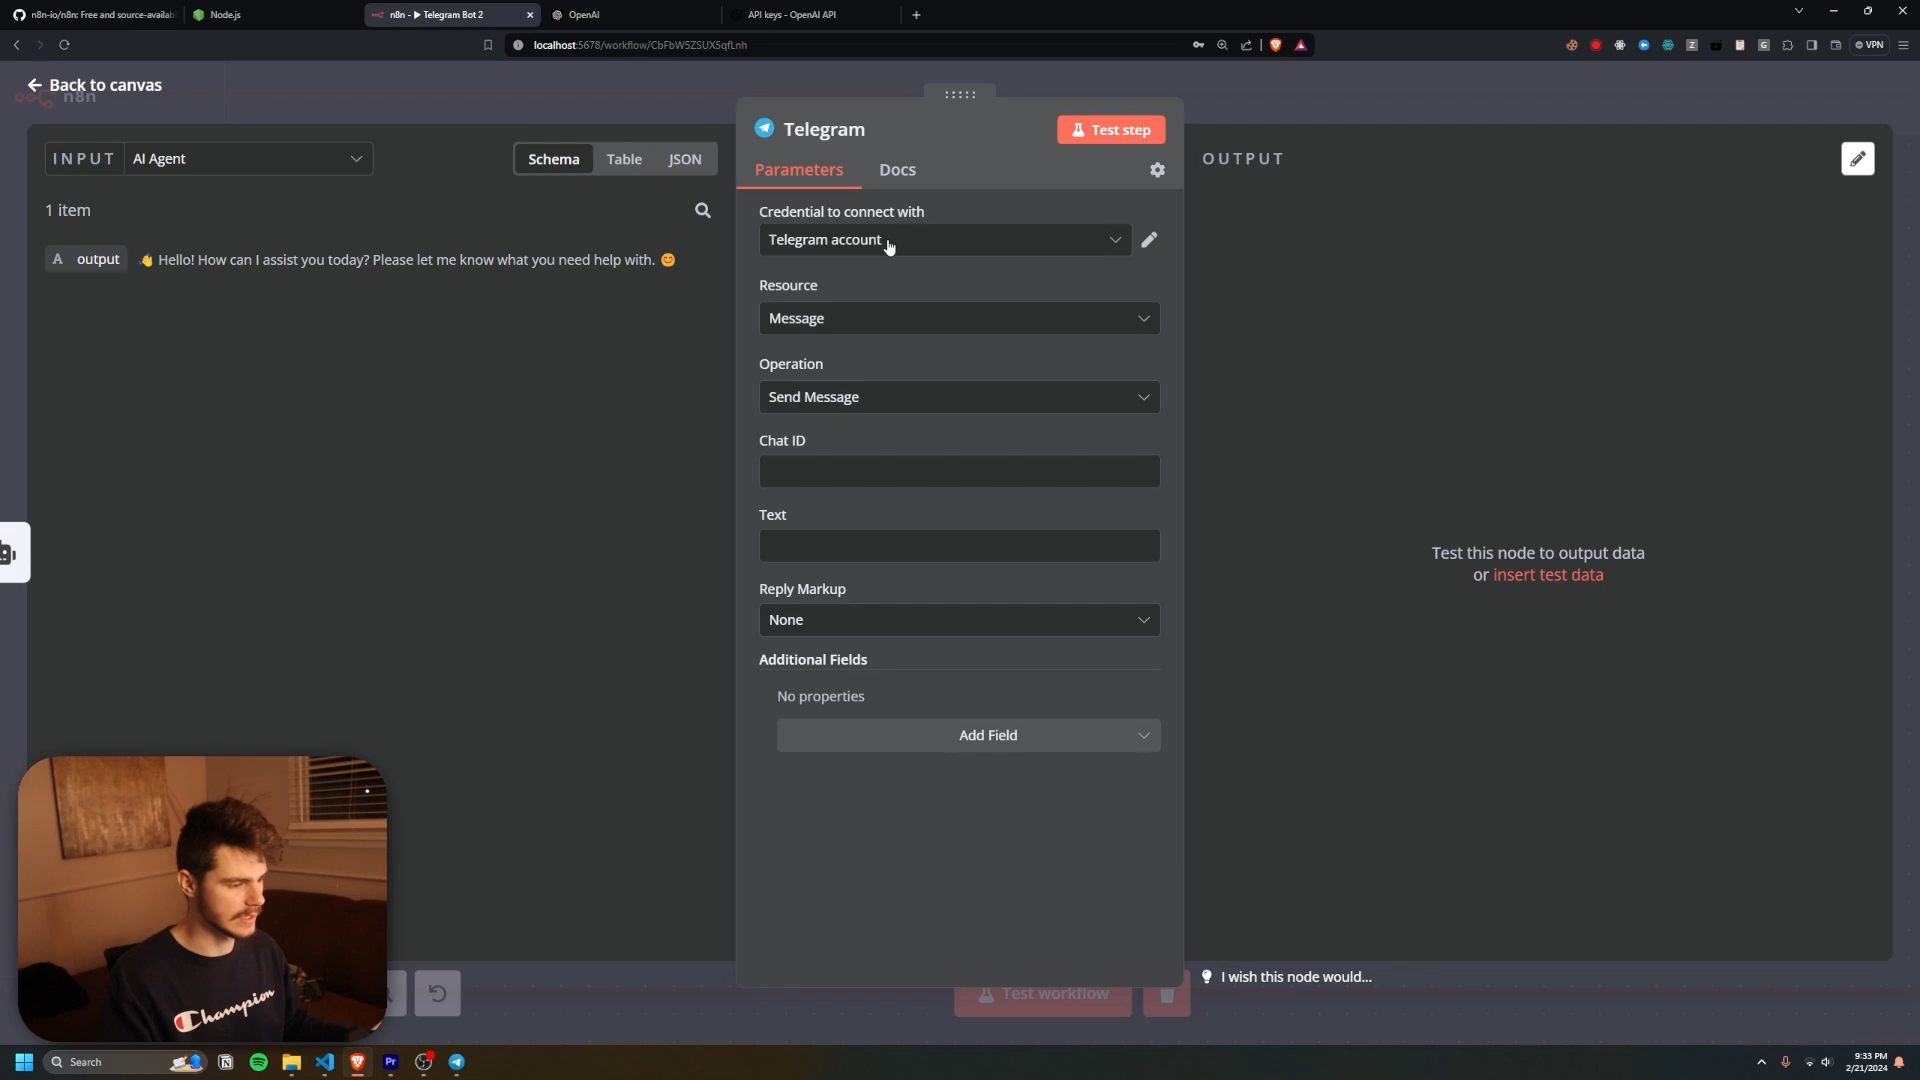 n8n-io/n8n: Free and source-availab
Node.js
n8n - ▶ Telegram Bot 2
OpenAI
API keys - OpenAI API
localhost:5678/workflow/CbFbW5ZSUX5qfLnh
VPN
Back to canvas
n8n
INPUT
AI Agent
Schema
Table
JSON
1 item
A output
👋 Hello! How can I assist you today? Please let me know what you need help with. 😊
Telegram
Test step
Parameters
Docs
Credential to connect with
Telegram account
Resource
Message
Operation
Send Message
Chat ID
Text
Reply Markup
None
Additional Fields
No properties
Add Field
OUTPUT
Test this node to output data
or insert test data
I wish this node would...
Test workflow
Champion
Search
Pr
9:33 PM
2/21/2024